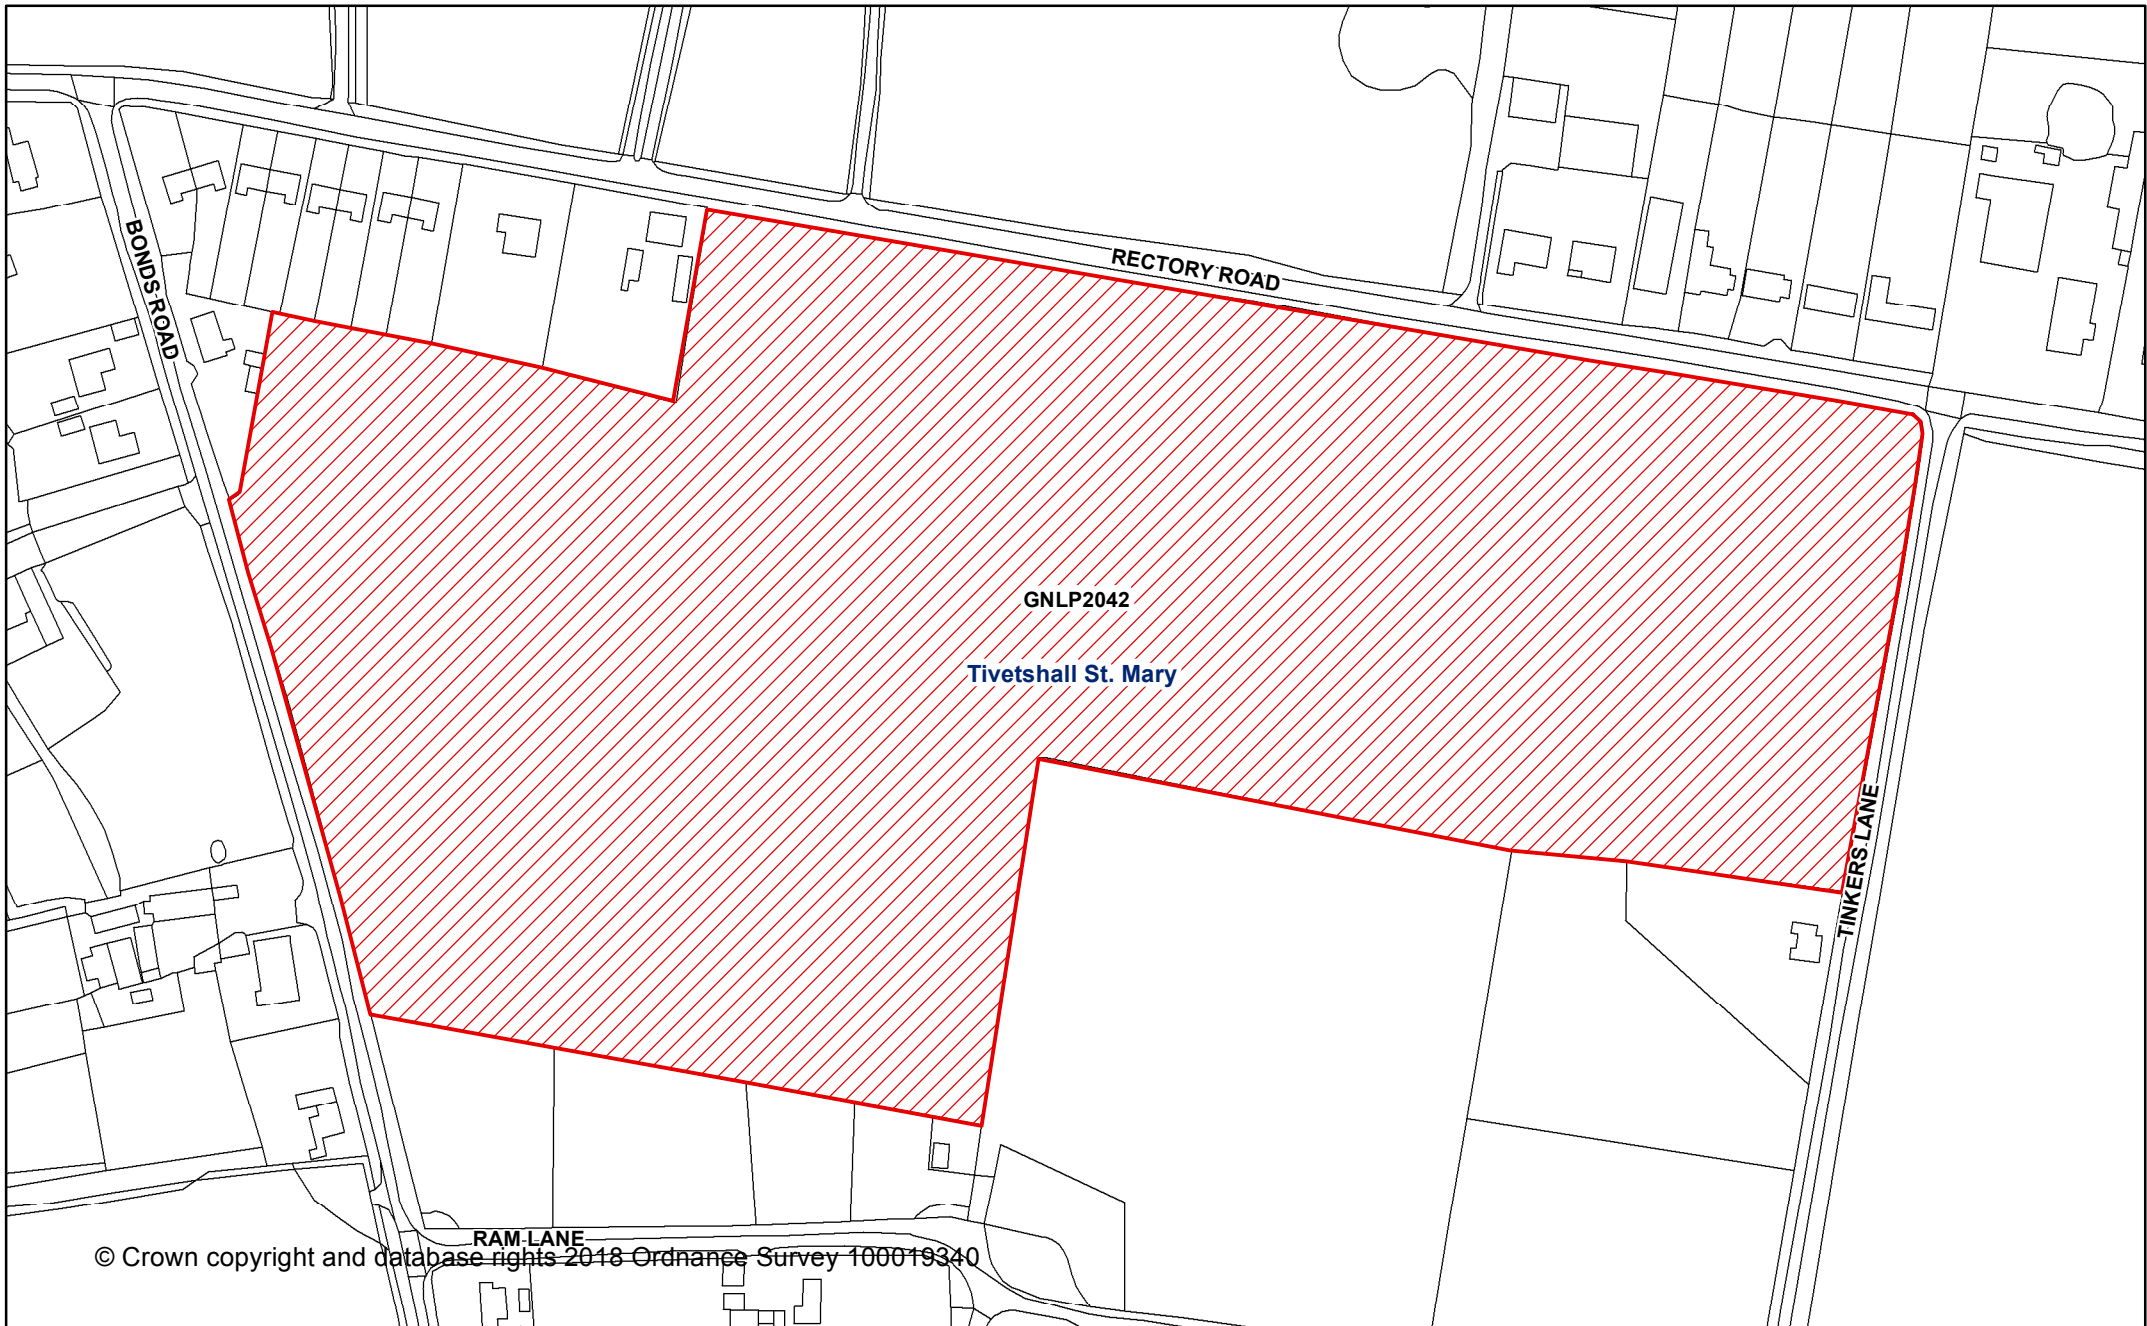 BONDS ROAD
RECTORY ROAD
GNLP2042
Tivetshall St. Mary
TINKERS LANE
RAM LANE
© Crown copyright and database rights 2018 Ordnance Survey 100019340